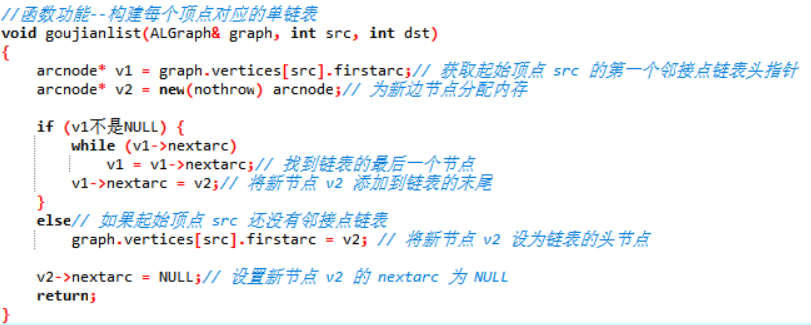 //函数功能--构建每个顶点对应的单链表
void goujianlist(ALGraph& graph, int src, int dst)
{
    arcnode* v1 = graph.vertices[src].firstarc;// 获取起始顶点 src 的第一个邻接点链表头指针
    arcnode* v2 = new(nothrow) arcnode;// 为新边节点分配内存
    if (v1不是NULL) {
        while (v1->nextarc)
            v1 = v1->nextarc;// 找到链表的最后一个节点
        v1->nextarc = v2;// 将新节点 v2 添加到链表的末尾
    }
    else// 如果起始顶点 src 还没有邻接点链表
        graph.vertices[src].firstarc = v2; // 将新节点 v2 设为链表的头节点
    v2->nextarc = NULL;// 设置新节点 v2 的 nextarc 为 NULL
    return;
}